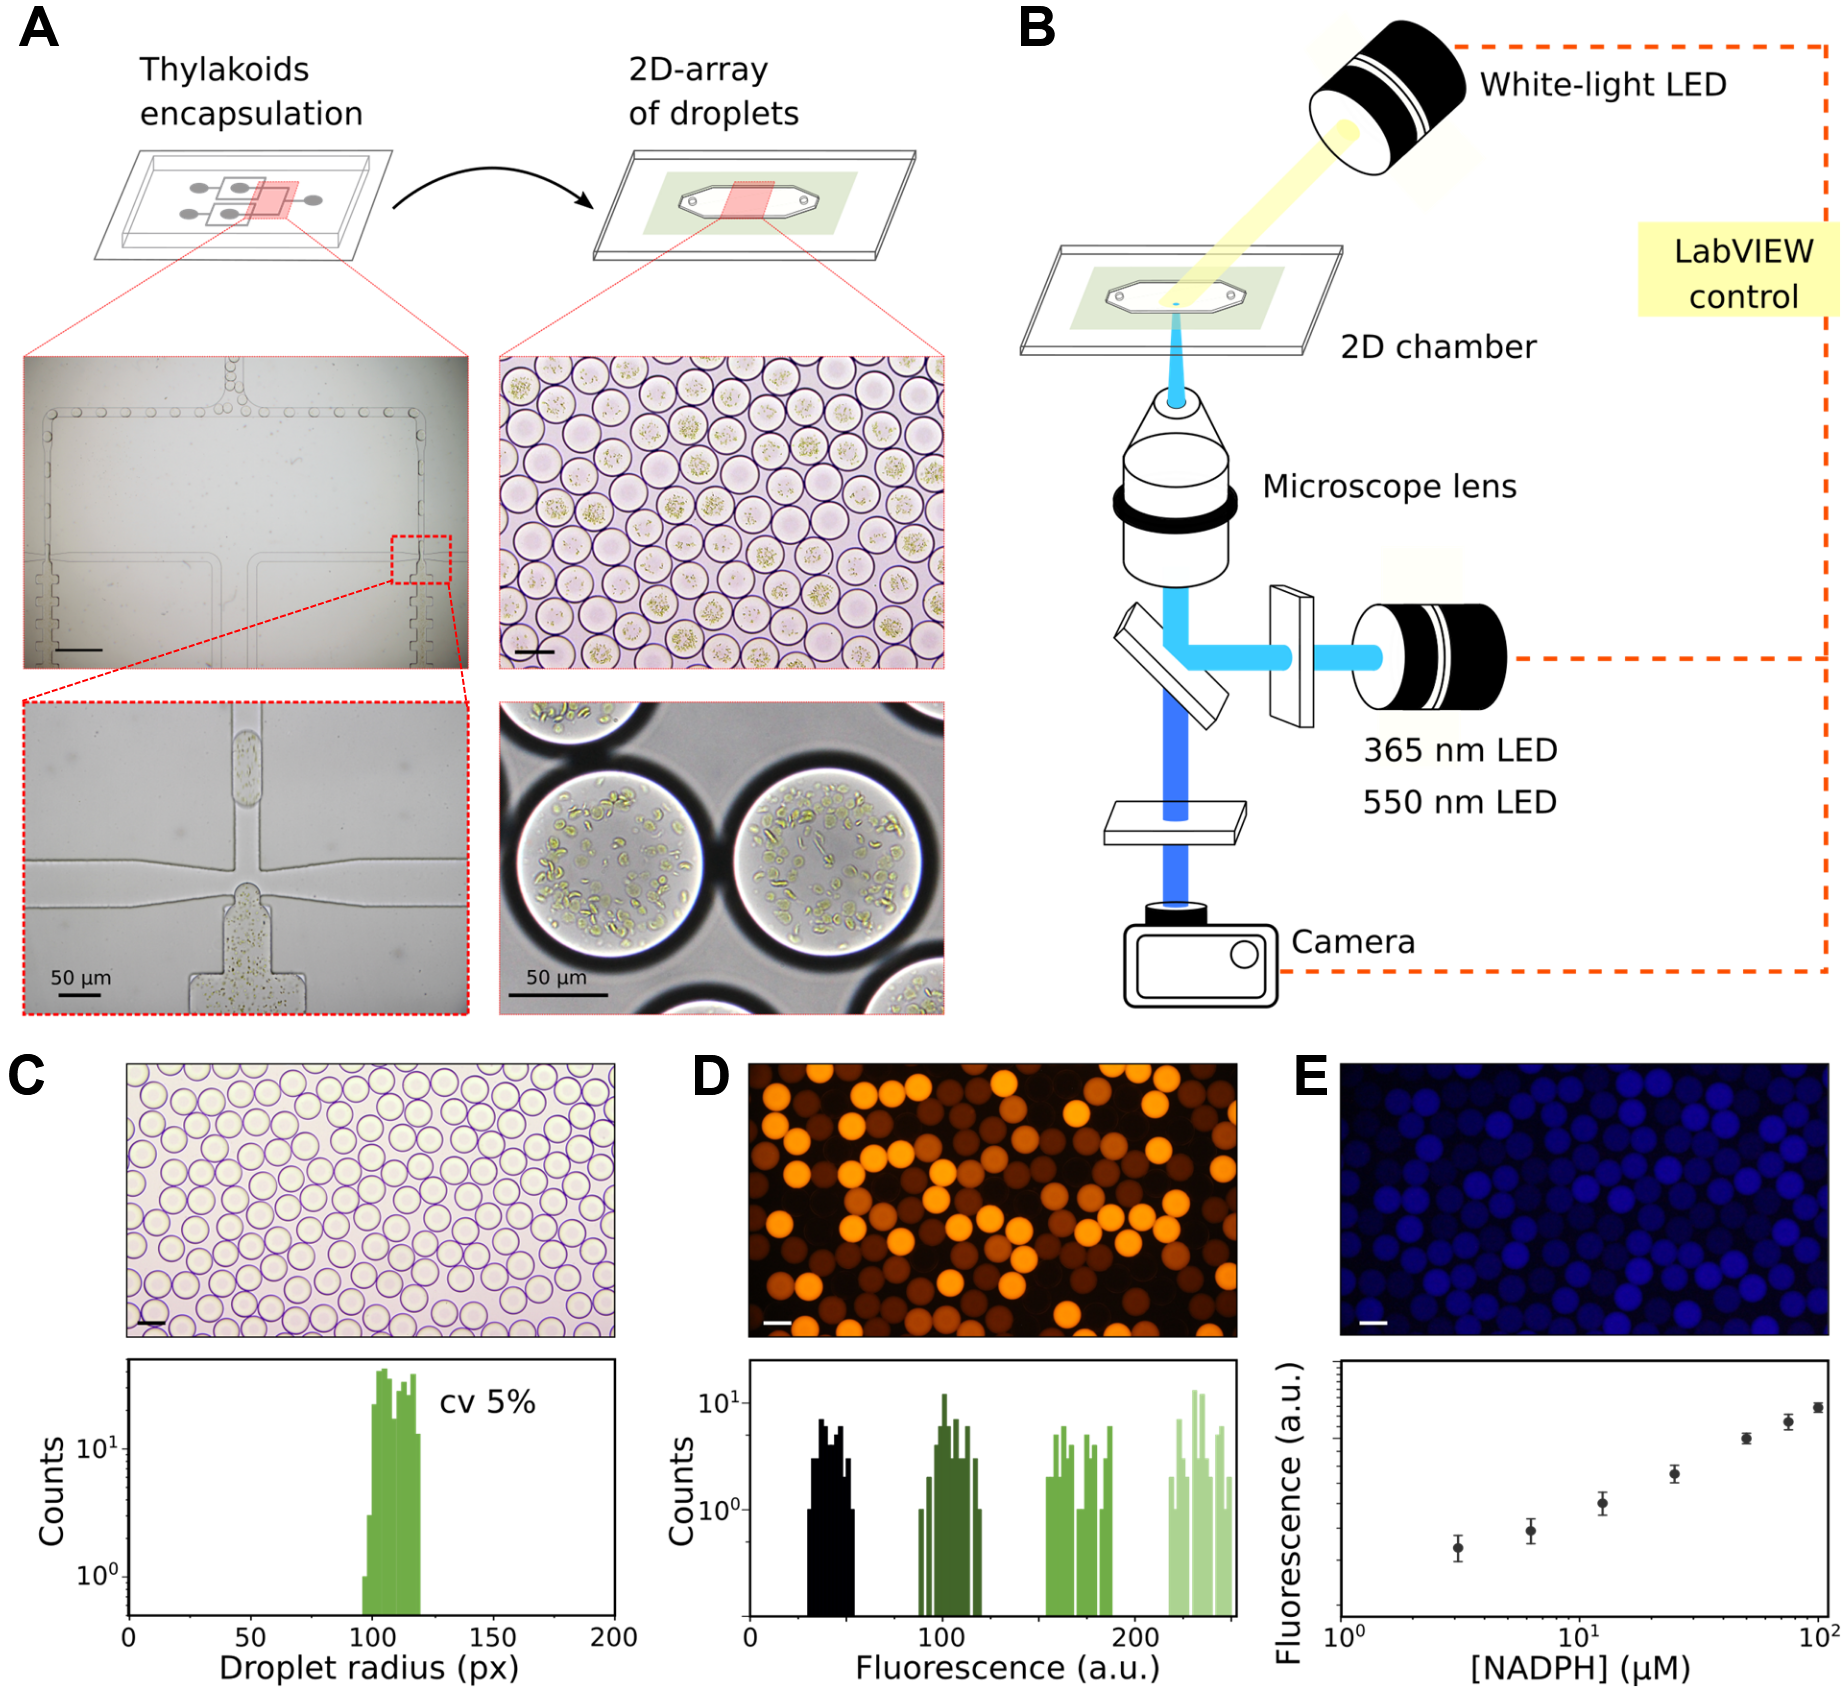 A
Thylakoids
encapsulation
2D-array
of droplets
50 µm
50 µm
B
White-light LED
LabVIEW
control
2D chamber
Microscope lens
365 nm LED
550 nm LED
Camera
C
cv 5%
Counts
10¹
10⁰
0 50 100 150 200
Droplet radius (px)
D
Counts
10¹
10⁰
0 100 200
Fluorescence (a.u.)
E
Fluorescence (a.u.)
10⁰ 10¹ 10²
[NADPH] (µM)